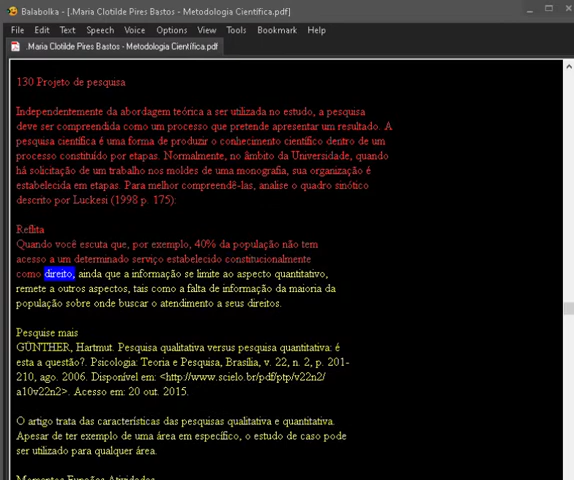 Balabolka - [.Maria Clotilde Pires Bastos - Metodologia Científica.pdf]
File Edit Text Speech Voice Options View Tools Bookmark Help
.Maria Clotilde Pires Bastos - Metodologia Científica.pdf
130 Projeto de pesquisa
Independentemente da abordagem teórica a ser utilizada no estudo, a pesquisa
deve ser compreendida como um processo que pretende apresentar um resultado. A
pesquisa científica é uma forma de produzir o conhecimento científico dentro de um
processo constituído por etapas. Normalmente, no âmbito da Universidade, quando
há solicitação de um trabalho nos moldes de uma monografia, sua organização é
estabelecida em etapas. Para melhor compreendê-las, analise o quadro sinótico
descrito por Luckesi (1998 p. 175):
Reflita
Quando você escuta que, por exemplo, 40% da população não tem
acesso a um determinado serviço estabelecido constitucionalmente
como direito, ainda que a informação se limite ao aspecto quantitativo,
remete a outros aspectos, tais como a falta de informação da maioria da
população sobre onde buscar o atendimento a seus direitos.
Pesquise mais
GÜNTHER, Hartmut. Pesquisa qualitativa versus pesquisa quantitativa: é
esta a questão?. Psicologia: Teoria e Pesquisa, Brasília, v. 22, n. 2, p. 201-
210, ago. 2006. Disponível em: <http://www.scielo.br/pdf/ptp/v22n2/
a10v22n2>. Acesso em: 20 out. 2015.
O artigo trata das características das pesquisas qualitativa e quantitativa.
Apesar de ter exemplo de uma área em específico, o estudo de caso pode
ser utilizado para qualquer área.
Momentos Funções Atividades